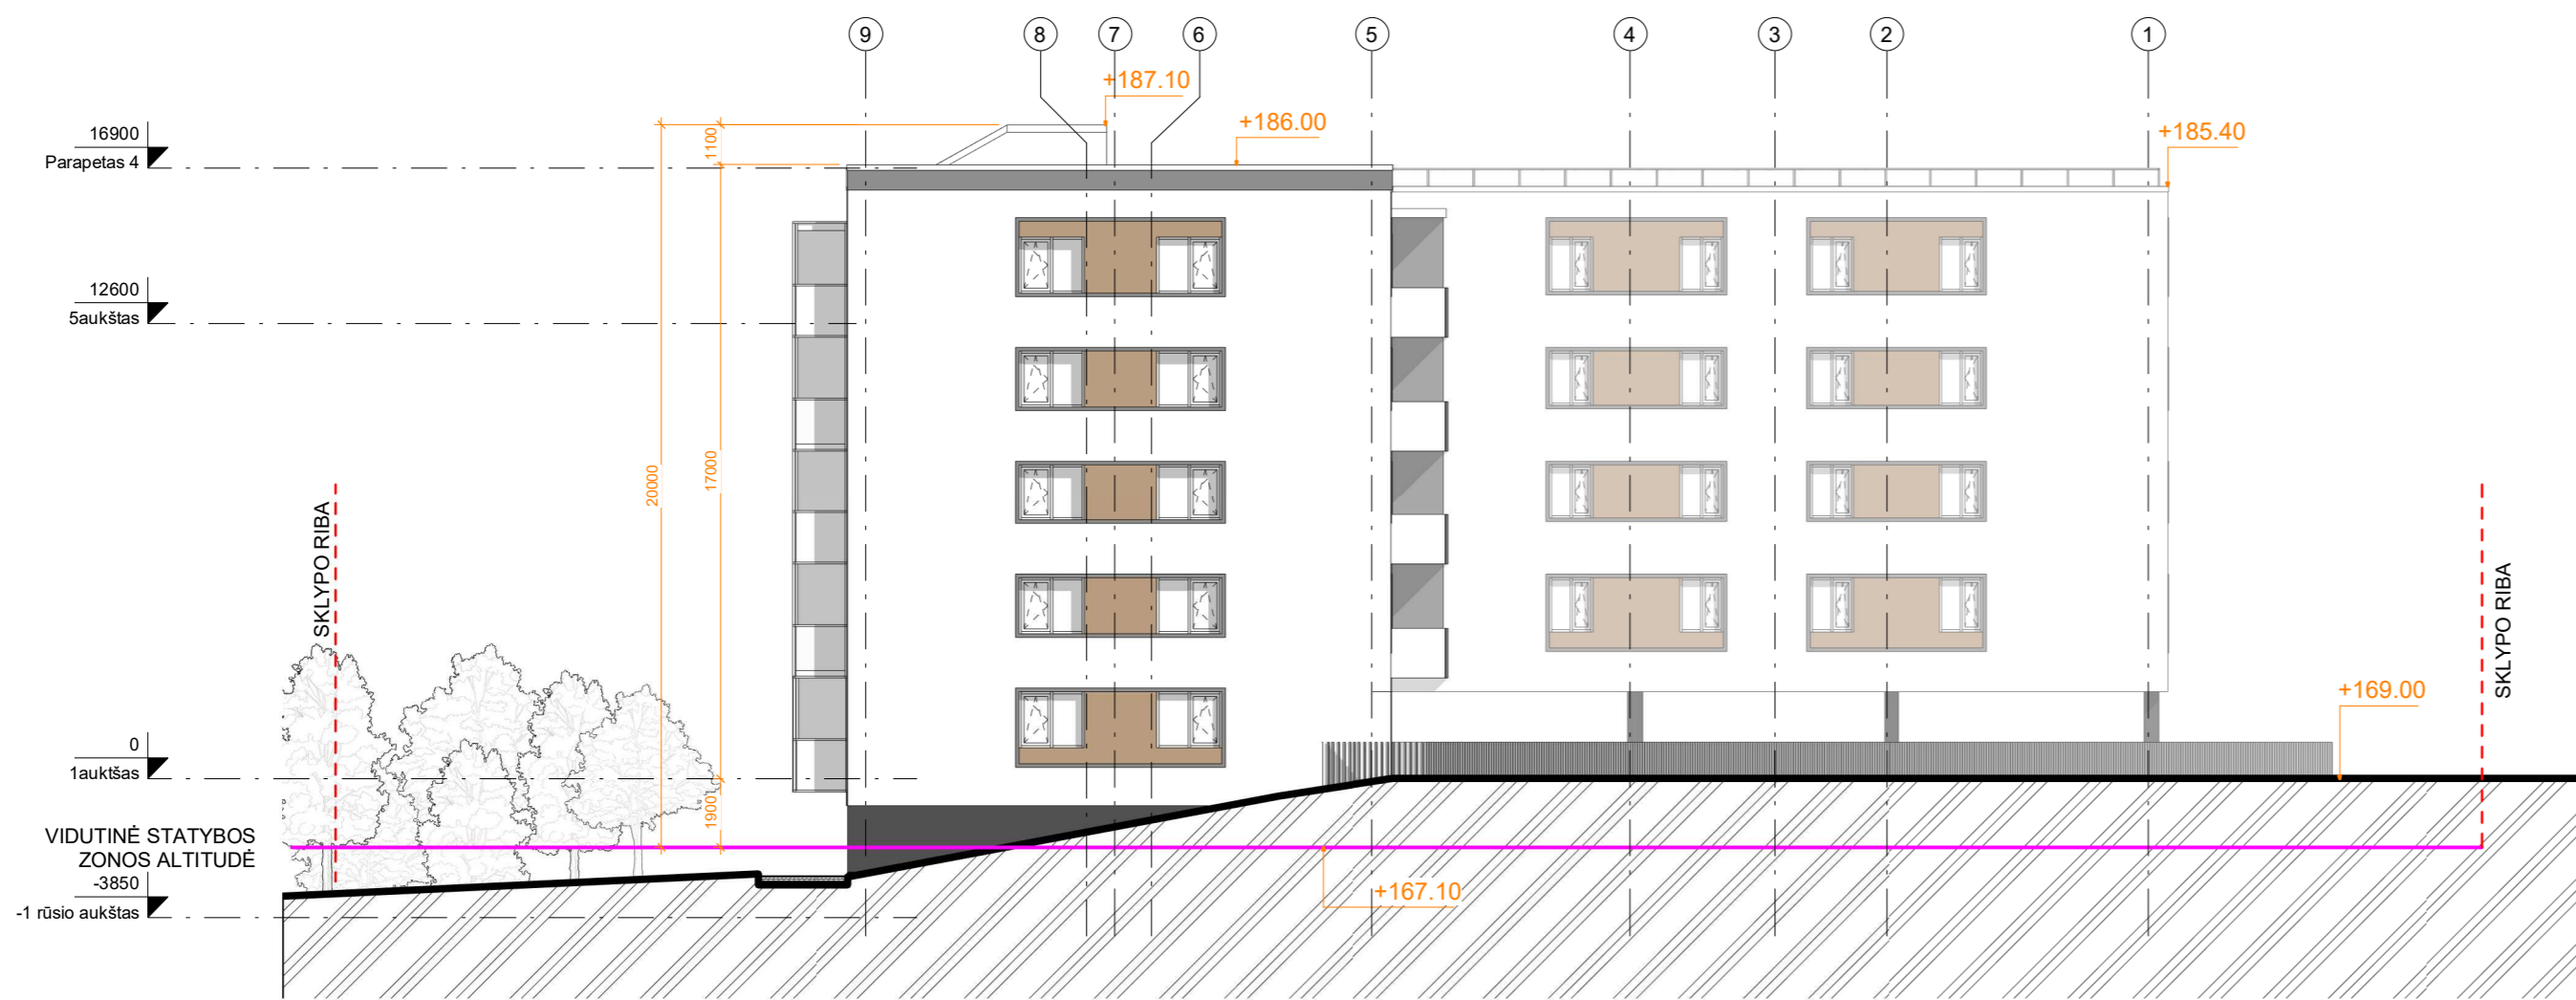 9
8
7
6
5
4
3
2
1
+187.10
+186.00
+185.40
16900
Parapetas 4
1100
12600
5aukštas
20000
17000
SKLYPO RIBA
SKLYPO RIBA
+169.00
0
1auktšas
1900
VIDUTINĖ STATYBOS
ZONOS ALTITUDĖ
-3850
-1 rūsio aukštas
+167.10